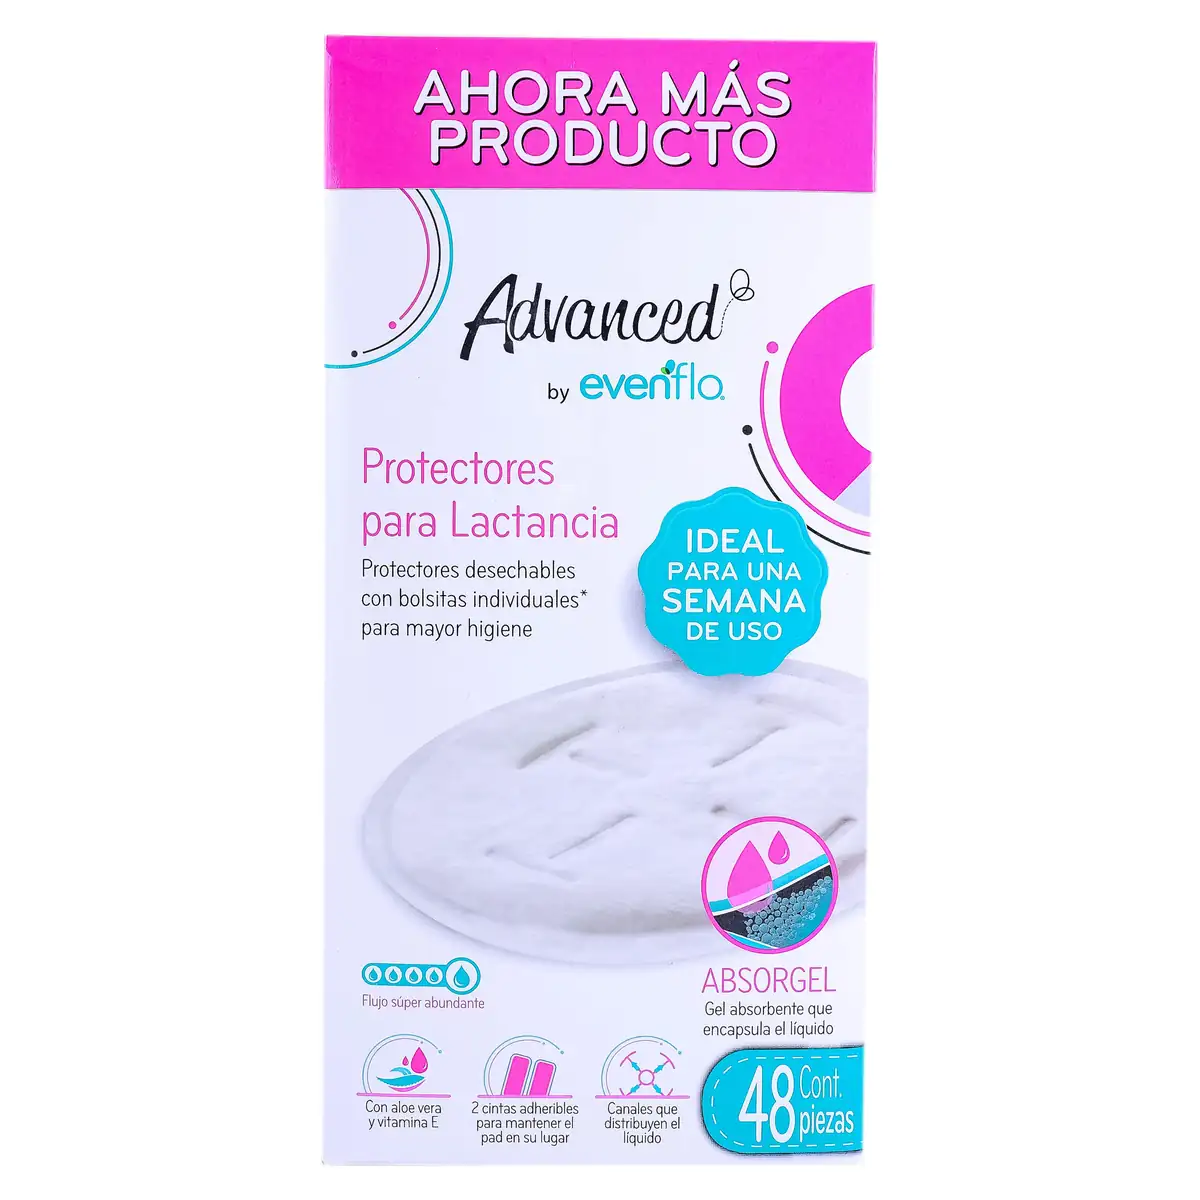 AHORA MÁS
PRODUCTO
Advanced
by evenflo
Protectores
para Lactancia
Protectores desechables
con bolsitas individuales*
para mayor higiene
IDEAL
PARA UNA
SEMANA
DE USO
ABSORGEL
Gel absorbente que
encapsula el líquido
Flujo súper abundante
Con aloe vera
y vitamina E
2 cintas adheribles
para mantener el
pad en su lugar
Canales que
distribuyen el
líquido
48 Cont.
piezas